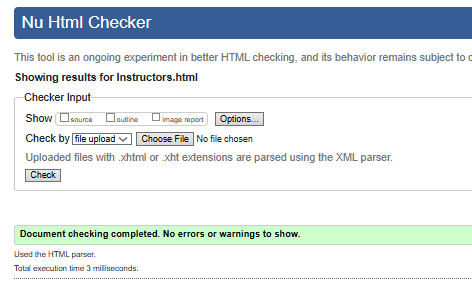 Nu Html Checker
This tool is an ongoing experiment in better HTML checking, and its behavior remains subject to
Showing results for Instructors.html
Checker Input
Show source outline image report Options...
Check by file upload Choose File No file chosen
Uploaded files with .xhtml or .xht extensions are parsed using the XML parser.
Check
Document checking completed. No errors or warnings to show.
Used the HTML parser.
Total execution time 3 milliseconds.